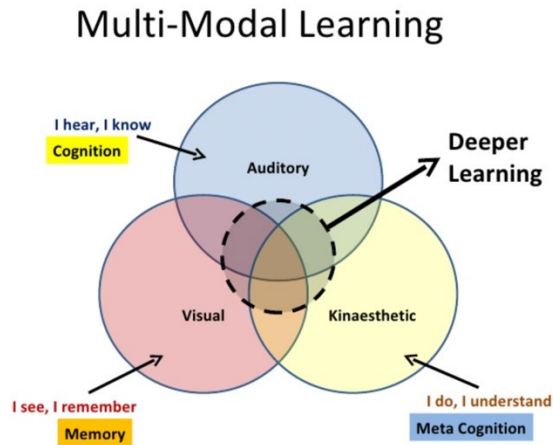 Multi-Modal Learning
I hear, I know
Cognition
Auditory
Deeper
Learning
Visual
Kinaesthetic
I see, I remember
Memory
I do, I understand
Meta Cognition